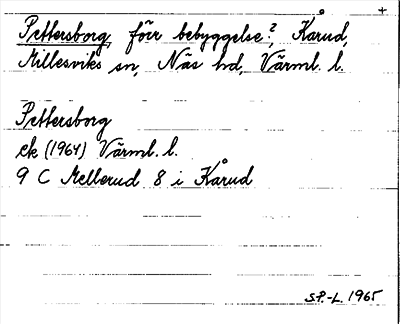 +
Pettersborg, förr bebyggelse?, Kårud,
Millesviks sn, Näs hd, Värml. l.
Pettersborg
ek (1964) Värml. l.
9 C Mellerud 8 i Kårud
S.P.-L. 1965